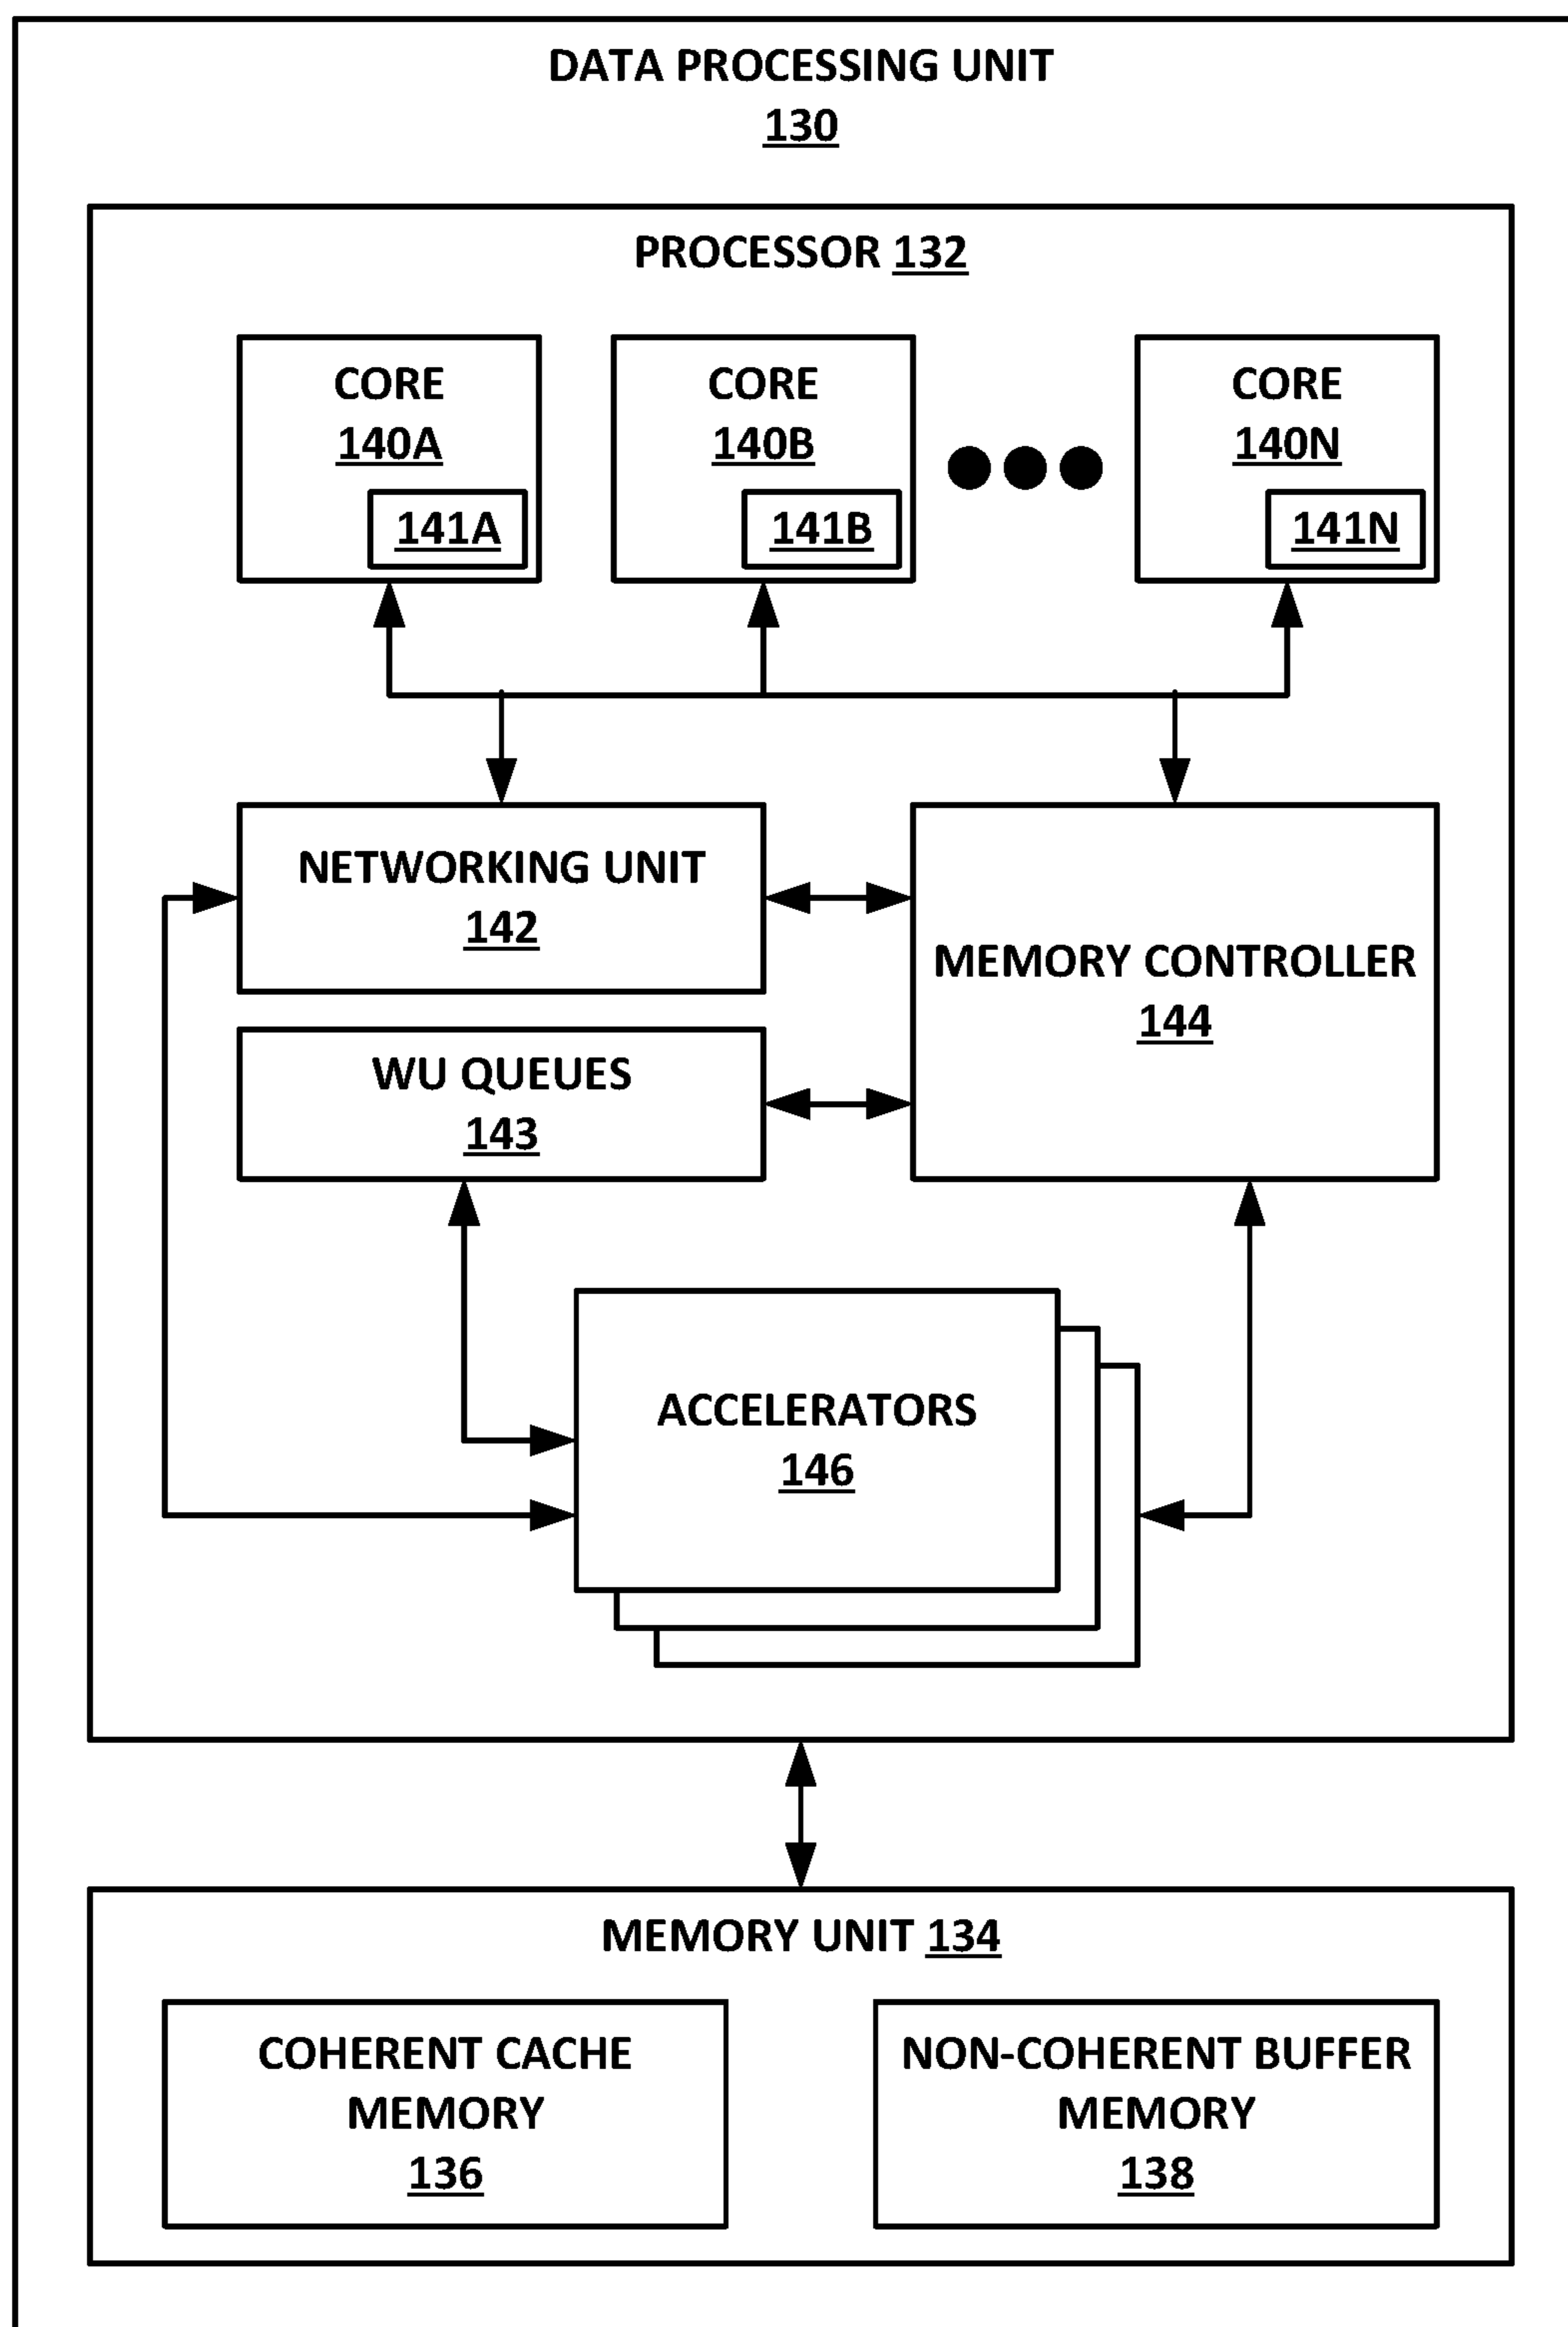 DATA PROCESSING UNIT
130
PROCESSOR 132
CORE
140A
141A
CORE
140B
141B
CORE
140N
141N
NETWORKING UNIT
142
MEMORY CONTROLLER
144
WU QUEUES
143
ACCELERATORS
146
MEMORY UNIT 134
COHERENT CACHE
MEMORY
136
NON-COHERENT BUFFER
MEMORY
138